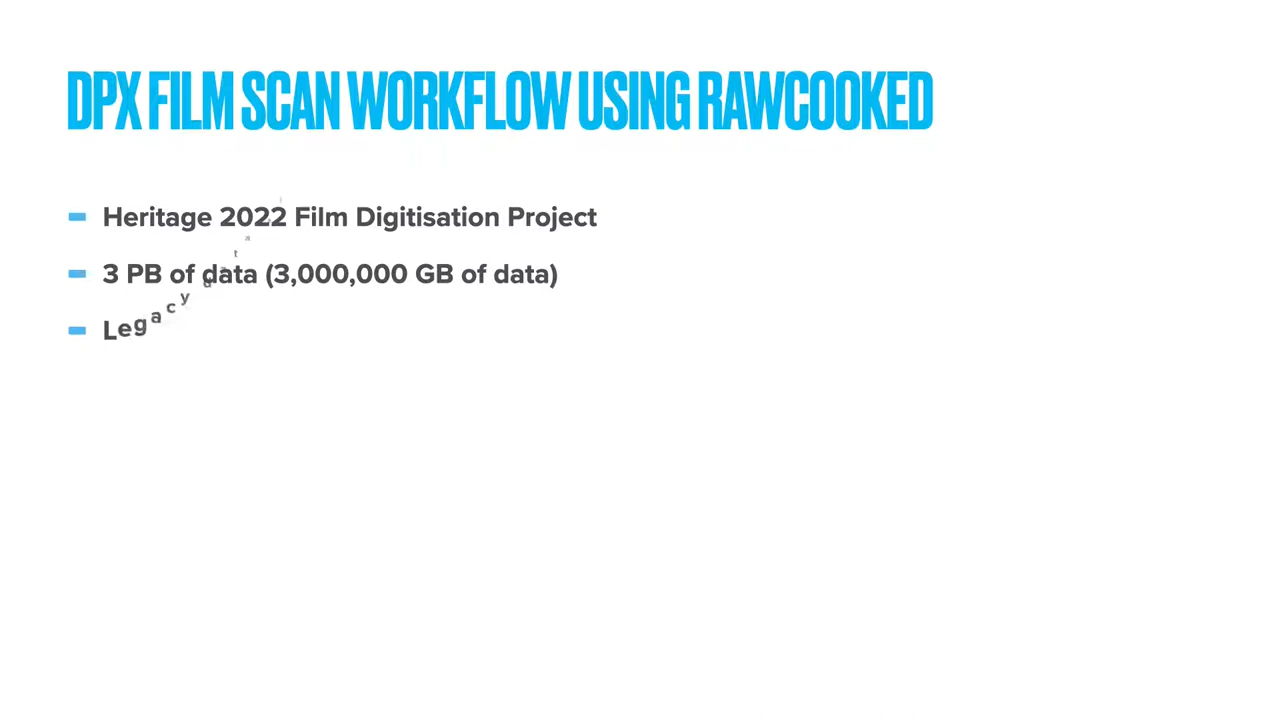 DPX FILM SCAN WORKFLOW USING RAWCOOKED
Heritage 2022 Film Digitisation Project
3 PB of data (3,000,000 GB of data)
Legacy